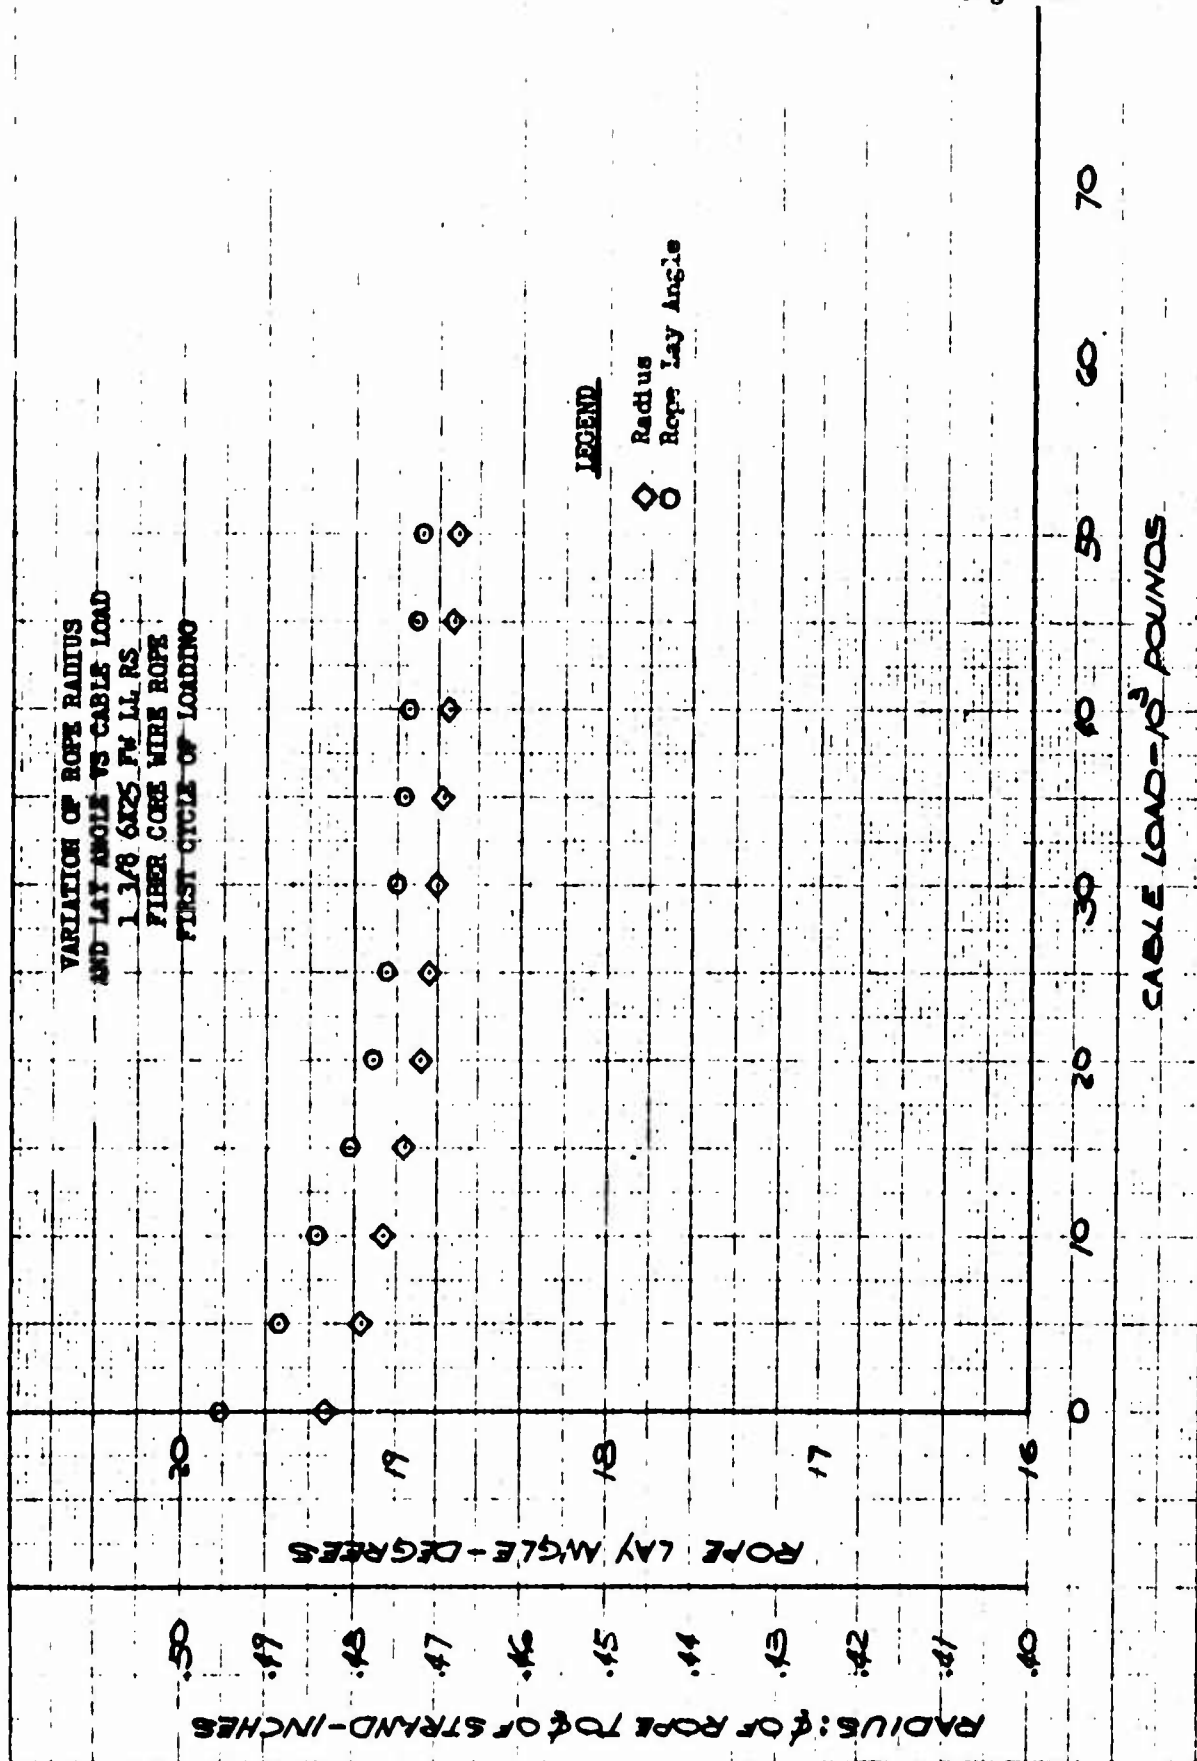 VARIATION OF ROPE RADIUS
AND LAY ANGLE VS CABLE LOAD
1 3/8 6X25 FW LL RS
FIBER CORE WIRE ROPE
FIRST CYCLE OF LOADING
LEGEND
◇ Radius
○ Rope Lay Angle
RADIUS: ℄ OF ROPE TO ℄ OF STRAND-INCHES
.50
.49
.48
.47
.46
.45
.44
.43
.42
.41
.40
ROPE LAY ANGLE-DEGREES
20
19
18
17
16
0 10 20 30 40 50 60 70
CABLE LOAD-10³ POUNDS